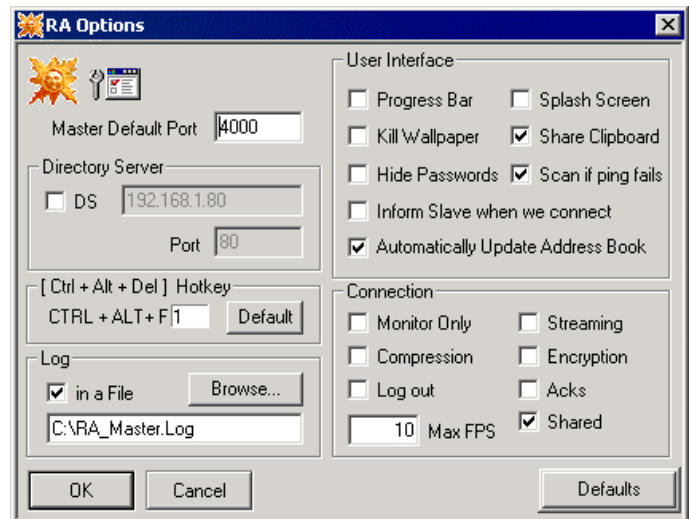 RA Options
Master Default Port 4000
Directory Server
DS 192.168.1.80
Port 80
[ Ctrl + Alt + Del ] Hotkey
CTRL + ALT + F 1 Default
Log
in a File Browse...
C:\RA_Master.Log
User Interface
Progress Bar Splash Screen
Kill Wallpaper Share Clipboard
Hide Passwords Scan if ping fails
Inform Slave when we connect
Automatically Update Address Book
Connection
Monitor Only Streaming
Compression Encryption
Log out Acks
10 Max FPS Shared
OK Cancel Defaults